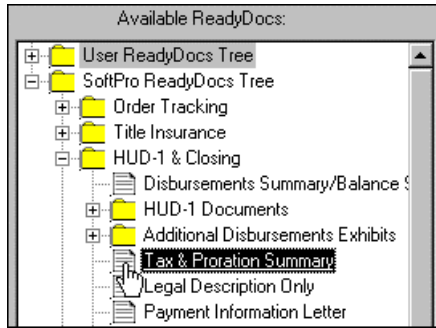 Available ReadyDocs:
User ReadyDocs Tree
SoftPro ReadyDocs Tree
Order Tracking
Title Insurance
HUD-1 & Closing
Disbursements Summary/Balance
HUD-1 Documents
Additional Disbursements Exhibits
Tax & Proration Summary
Legal Description Only
Payment Information Letter